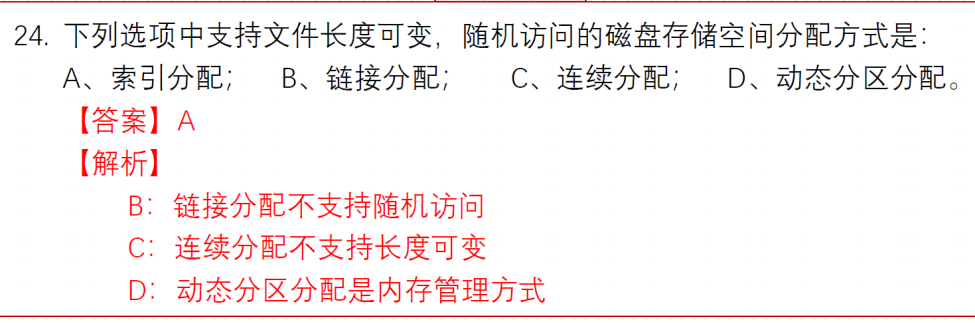 24. 下列选项中支持文件长度可变，随机访问的磁盘存储空间分配方式是：
A、索引分配； B、链接分配； C、连续分配； D、动态分区分配。
【答案】A
【解析】
B：链接分配不支持随机访问
C：连续分配不支持长度可变
D：动态分区分配是内存管理方式